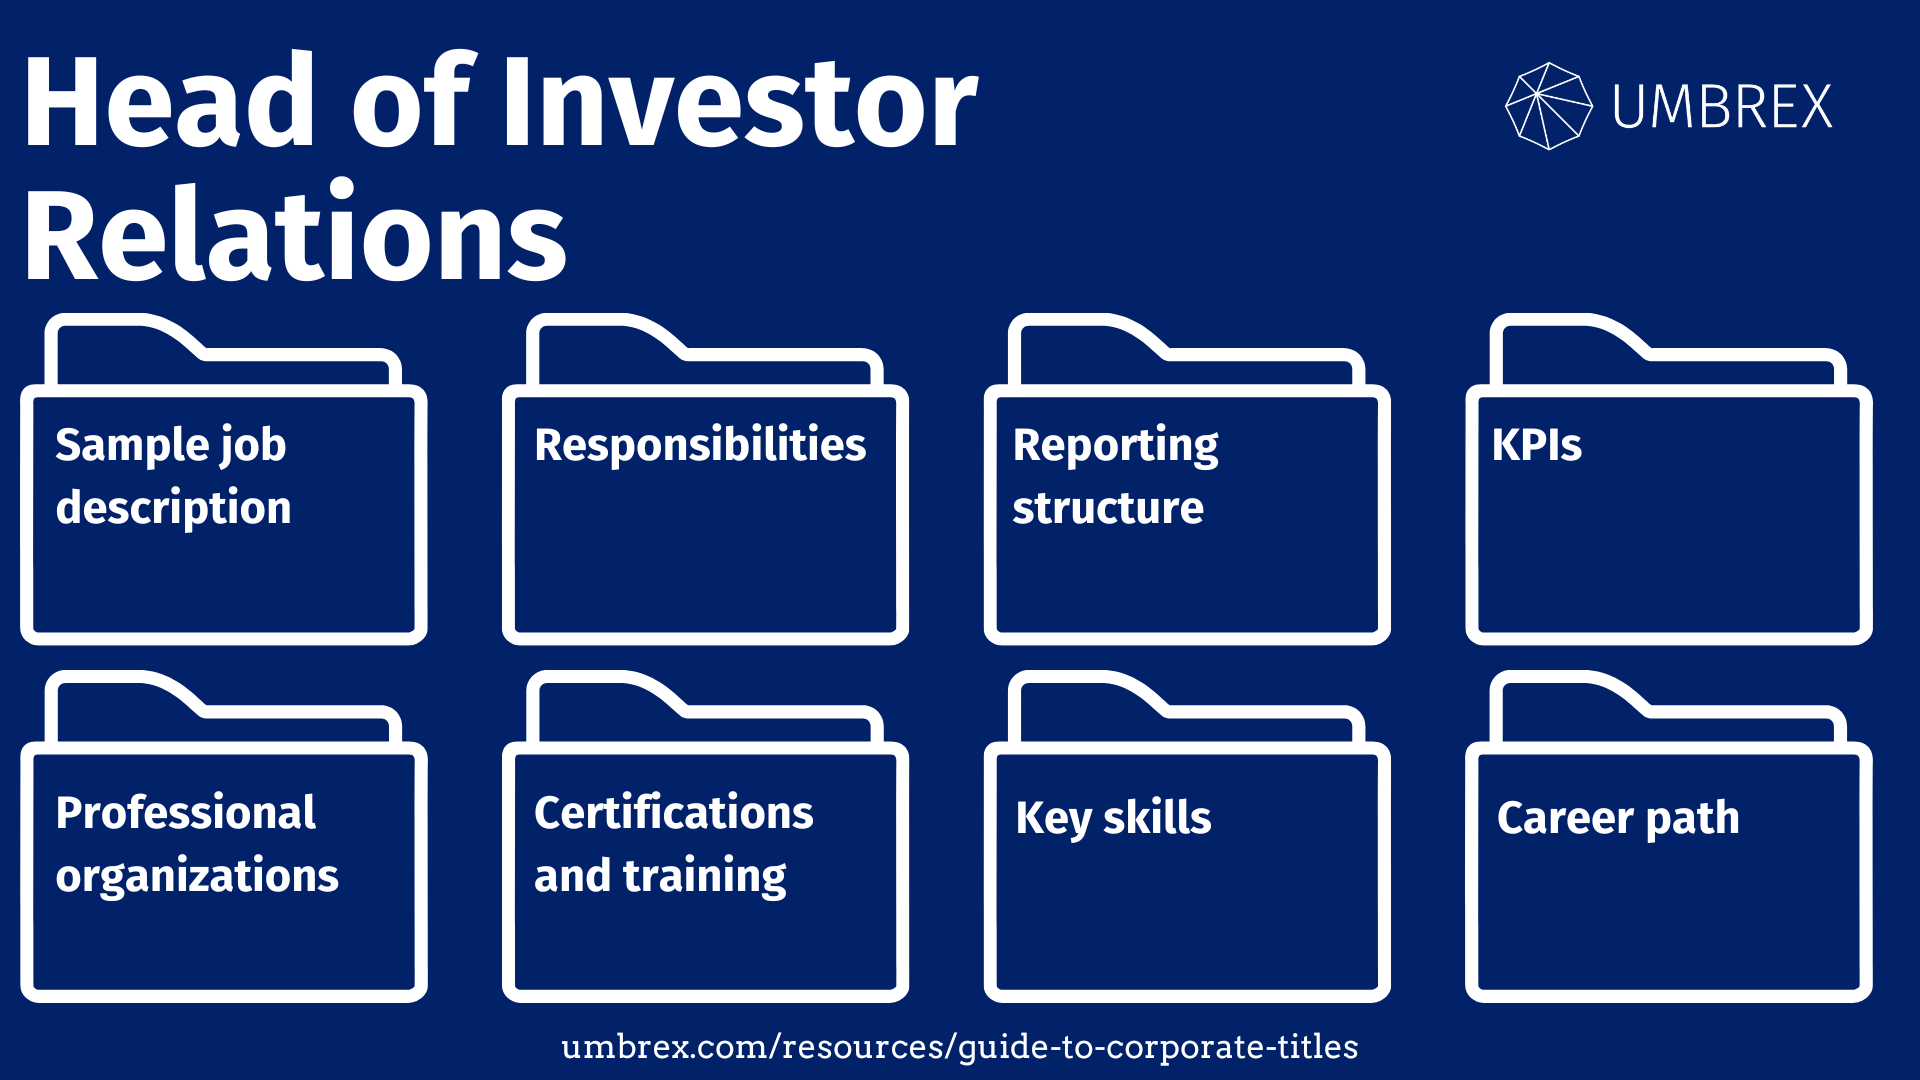 Head of Investor
Relations
UMBREX
Sample job
description
Responsibilities
Reporting
structure
KPIs
Professional
organizations
Certifications
and training
Key skills
Career path
umbrex.com/resources/guide-to-corporate-titles